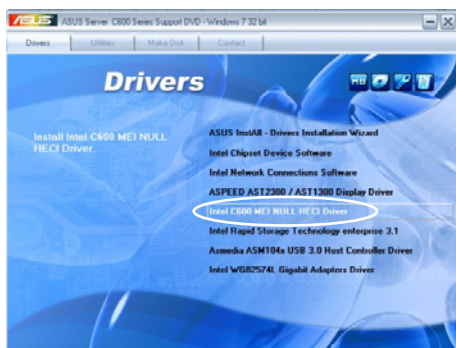 ASUS
ASUS Server C600 Series Support DVD - Windows 7 32 bit
Drivers
Utilities
Make Disk
Contact
Drivers
Install Intel C600 MEI NULL
HECI Driver.
ASUS InstAll - Drivers Installation Wizard
Intel Chipset Device Software
Intel Network Connections Software
ASPEED AST2300 / AST1300 Display Driver
Intel C600 MEI NULL HECI Driver
Intel Rapid Storage Technology enterprise 3.1
Asmedia ASM104x USB 3.0 Host Controller Driver
Intel WG82574L Gigabit Adapters Driver